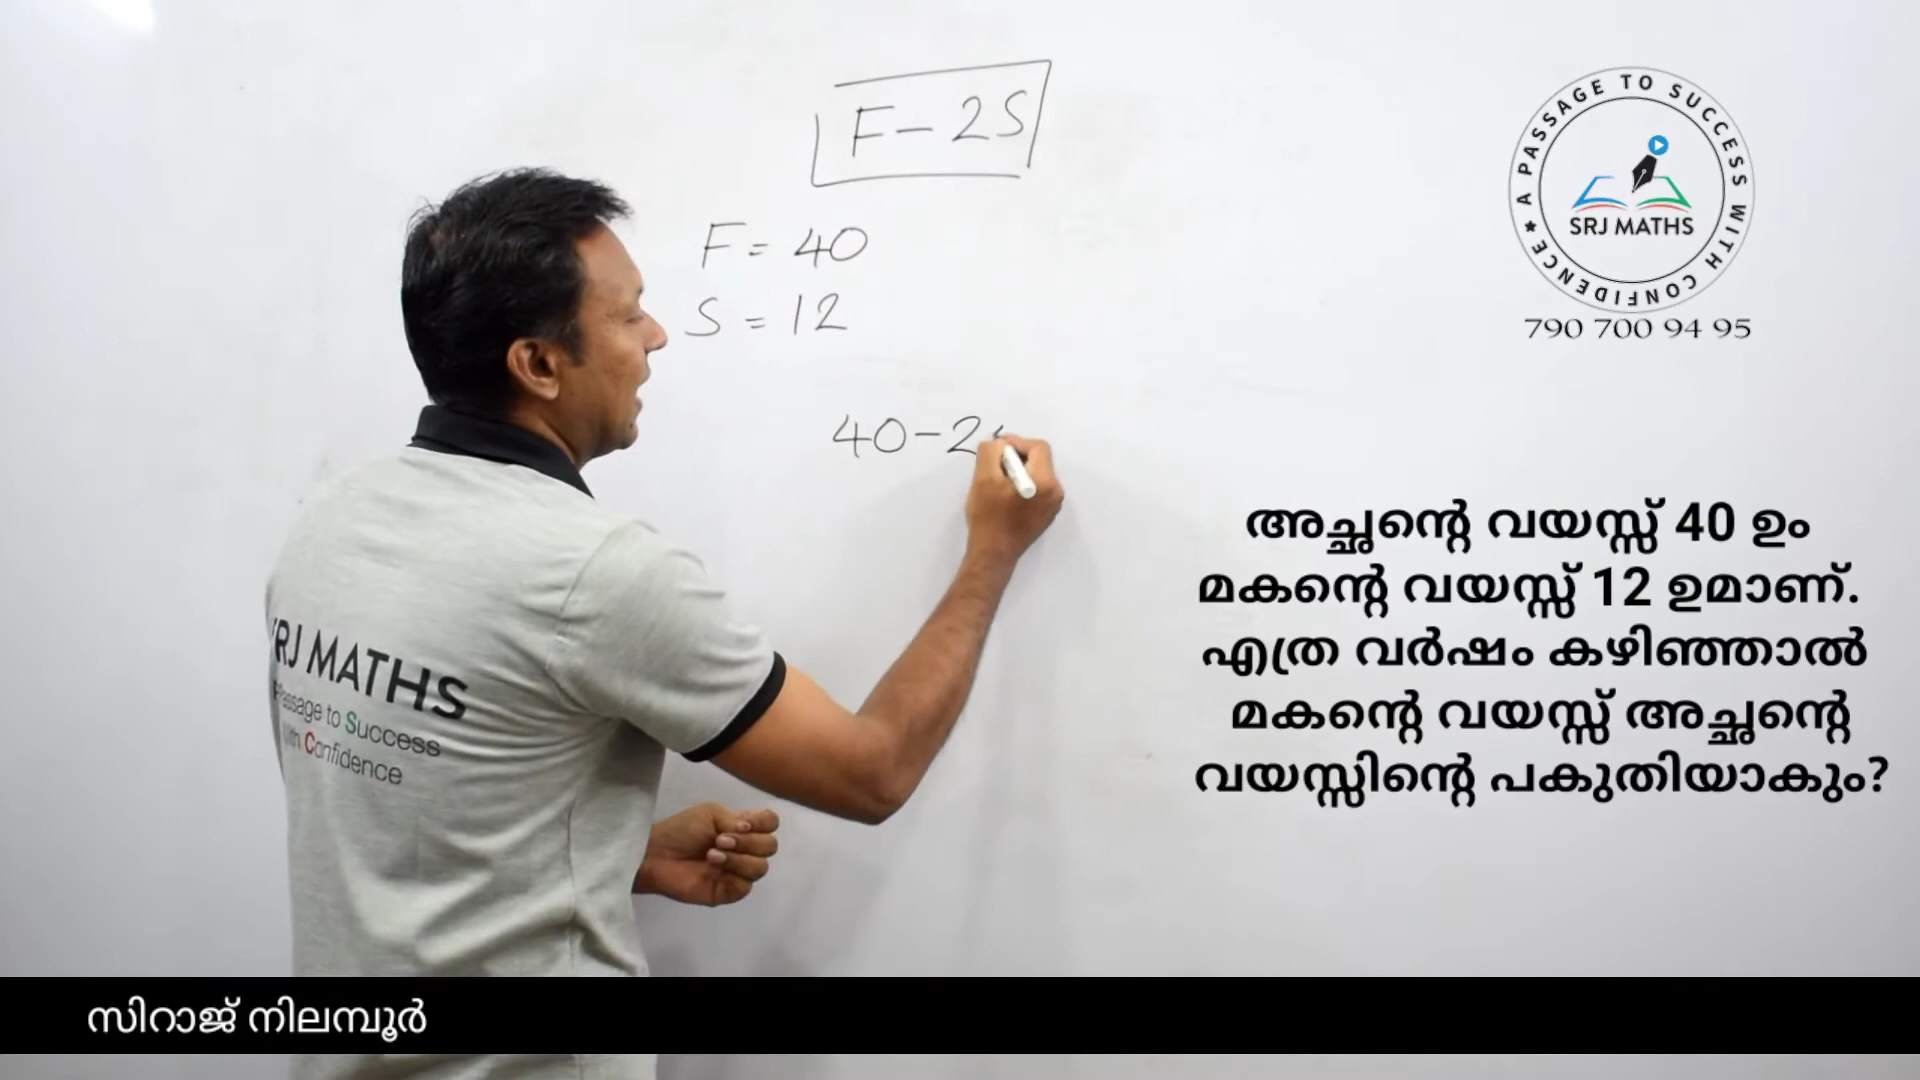 F - 2S
F = 40
S = 12
40 - 2
A PASSAGE TO SUCCESS WITH CONFIDENCE ★
SRJ MATHS
790 700 94 95
അച്ഛന്റെ വയസ്സ് 40 ഉം
മകന്റെ വയസ്സ് 12 ഉമാണ്.
എത്ര വർഷം കഴിഞ്ഞാൽ
മകന്റെ വയസ്സ് അച്ഛന്റെ
വയസ്സിന്റെ പകുതിയാകും?
RJ MATHS
Passage to Success
With Confidence
സിറാജ് നിലമ്പൂർ